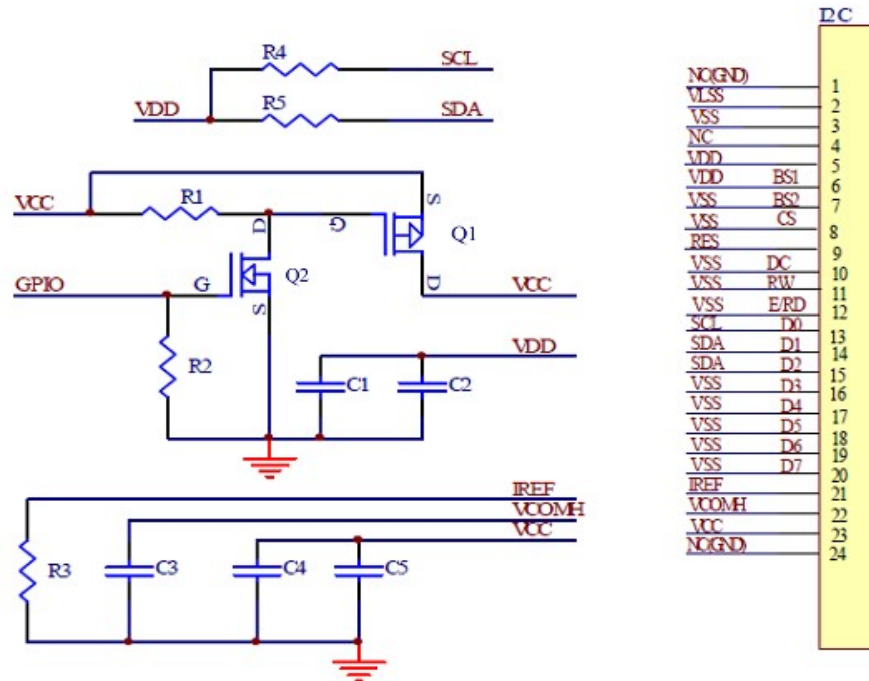 R4 SCL
VDD R5 SDA
S
VCC R1
D G Q1
Q2
GPIO G D VCC
S
VDD
R2 C1 C2
IREF
VCOMH
VCC
R3 C3 C4 C5
I2C
NC(GND) 1
VLSS 2
VSS 3
NC 4
VDD 5
VDD BS1 6
VSS BS2 7
VSS CS 8
RES 9
VSS DC 10
VSS RW 11
VSS E/RD 12
SCL D0 13
SDA D1 14
SDA D2 15
VSS D3 16
VSS D4 17
VSS D5 18
VSS D6 19
VSS D7 20
IREF 21
VCOMH 22
VCC 23
NC(GND) 24